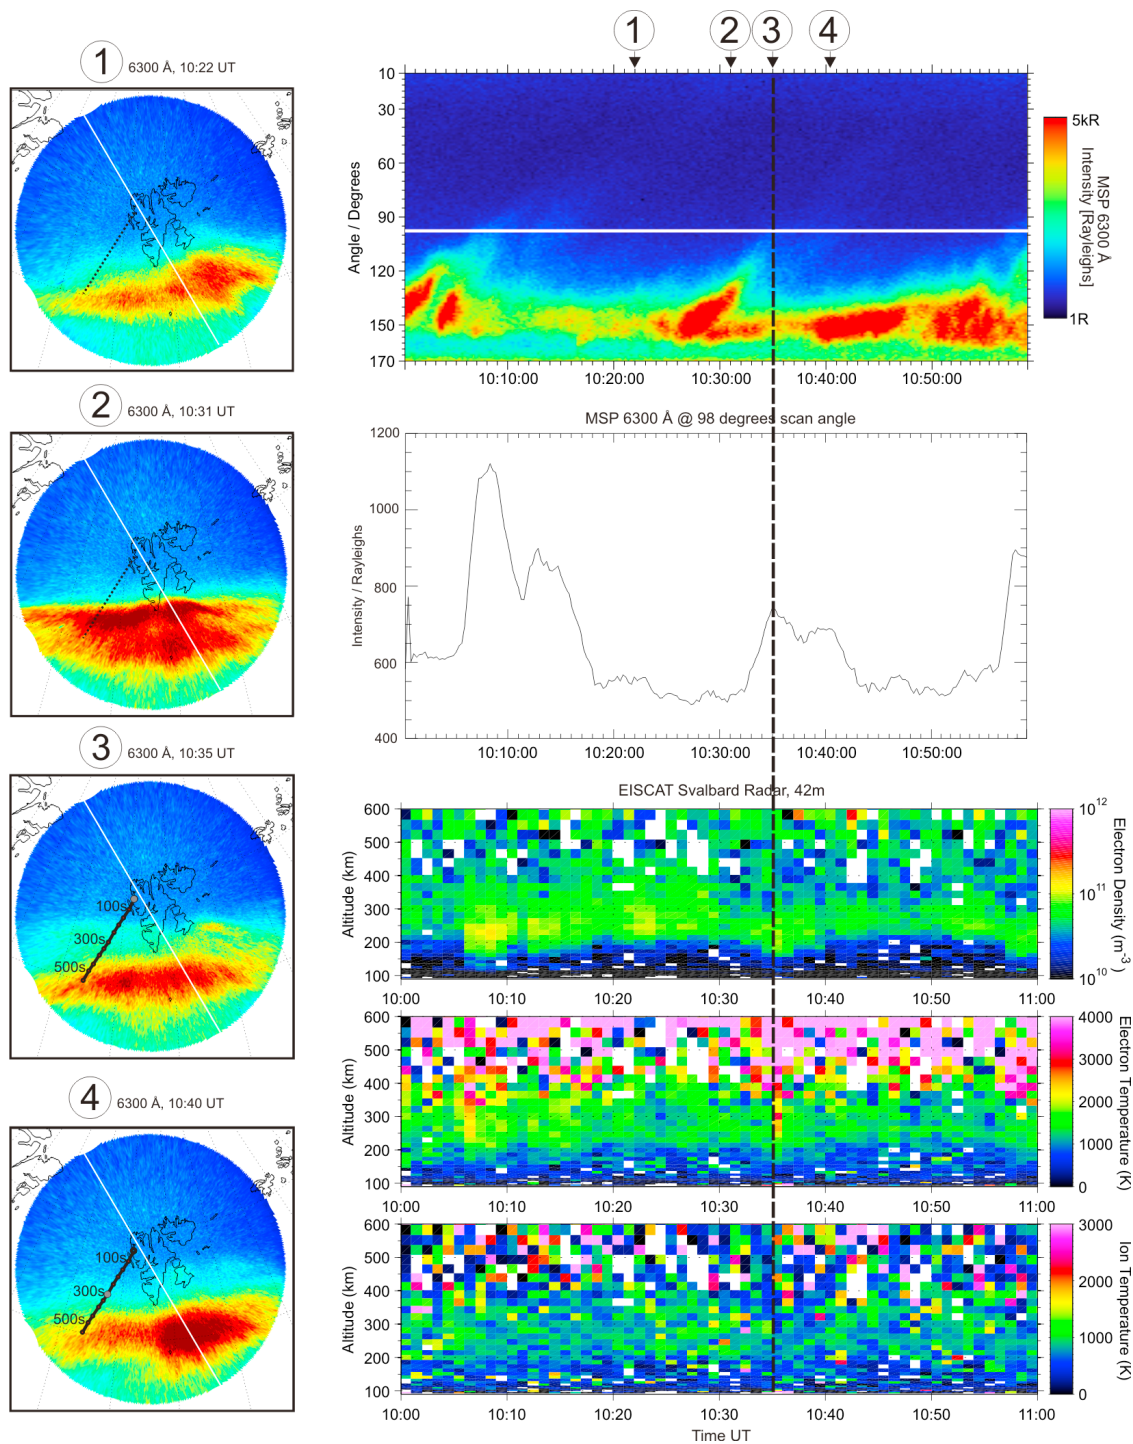 1 6300 Å, 10:22 UT
100s
300s
500s
2 6300 Å, 10:31 UT
3 6300 Å, 10:35 UT
4 6300 Å, 10:40 UT
100s
300s
500s
1 2 3 4
10
30
60
90
120
150
170
Angle / Degrees
10:00:00
10:20:00
10:30:00
10:40:00
10:50:00
5kR
1R
MSP 6300 Å
Intensity [Rayleighs]
MSP 6300 Å @ 98 degrees scan angle
1200
1000
800
600
400
Intensity / Rayleighs
10:10:00
10:20:00
10:30:00
10:40:00
10:50:00
EISCAT Svalbard Radar, 42m
600
500
400
300
200
100
Altitude (km)
10:00 10:10 10:20 10:30 10:40 10:50 11:00
10¹²
10¹¹
10¹⁰
Electron Density (m⁻³)
600
500
400
300
200
100
Altitude (km)
10:00 10:10 10:20 10:30 10:40 10:50 11:00
4000
3000
2000
1000
0
Electron Temperature (K)
600
500
400
300
200
100
Altitude (km)
10:00 10:10 10:20 10:30 10:40 10:50 11:00
3000
2000
1000
0
Ion Temperature (K)
Time UT